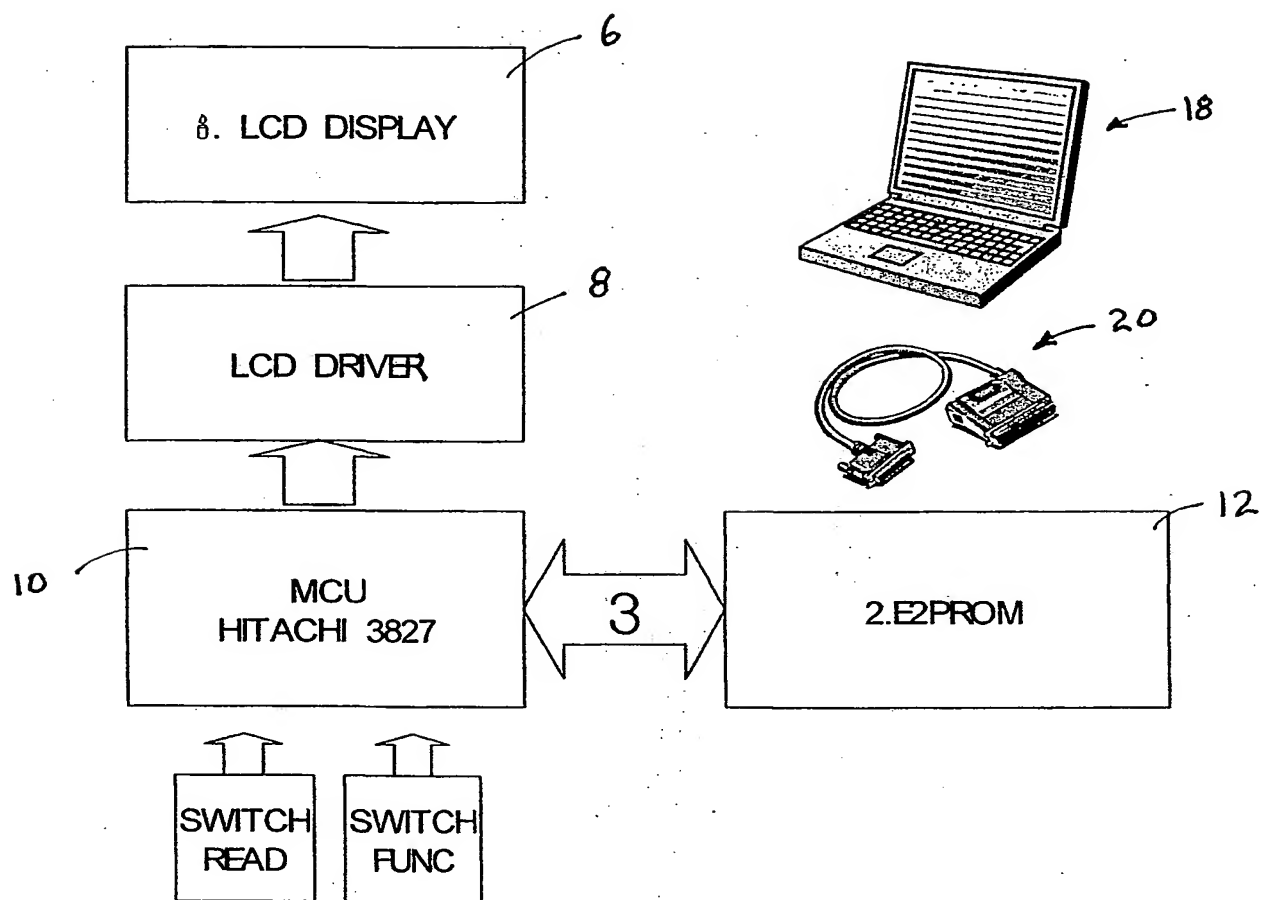 6
LCD DISPLAY
18
8
LCD DRIVER
20
12
10
MCU
HITACHI 3827
3
2.E2PROM
SWITCH
READ
SWITCH
FUNC